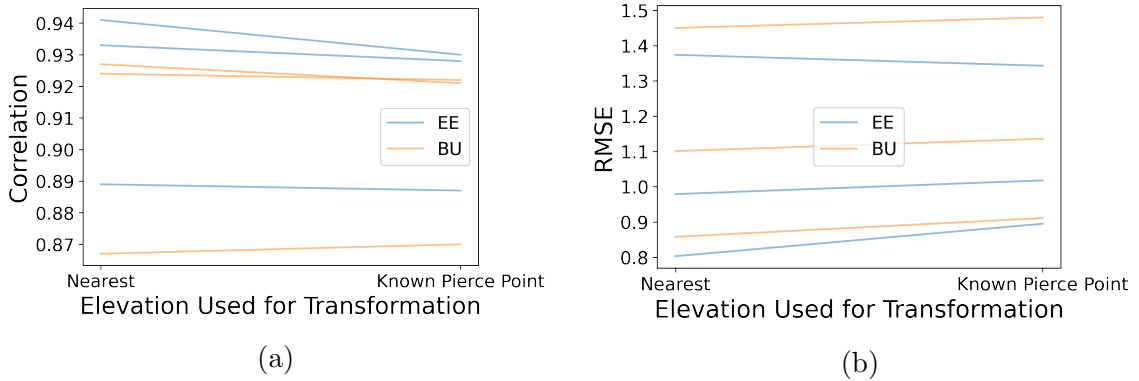 0.94
0.93
0.92
0.91
0.90
0.89
0.88
0.87
Correlation
EE
BU
Nearest
Known Pierce Point
Elevation Used for Transformation
(a)
1.5
1.4
1.3
1.2
1.1
1.0
0.9
0.8
RMSE
EE
BU
Nearest
Known Pierce Point
Elevation Used for Transformation
(b)